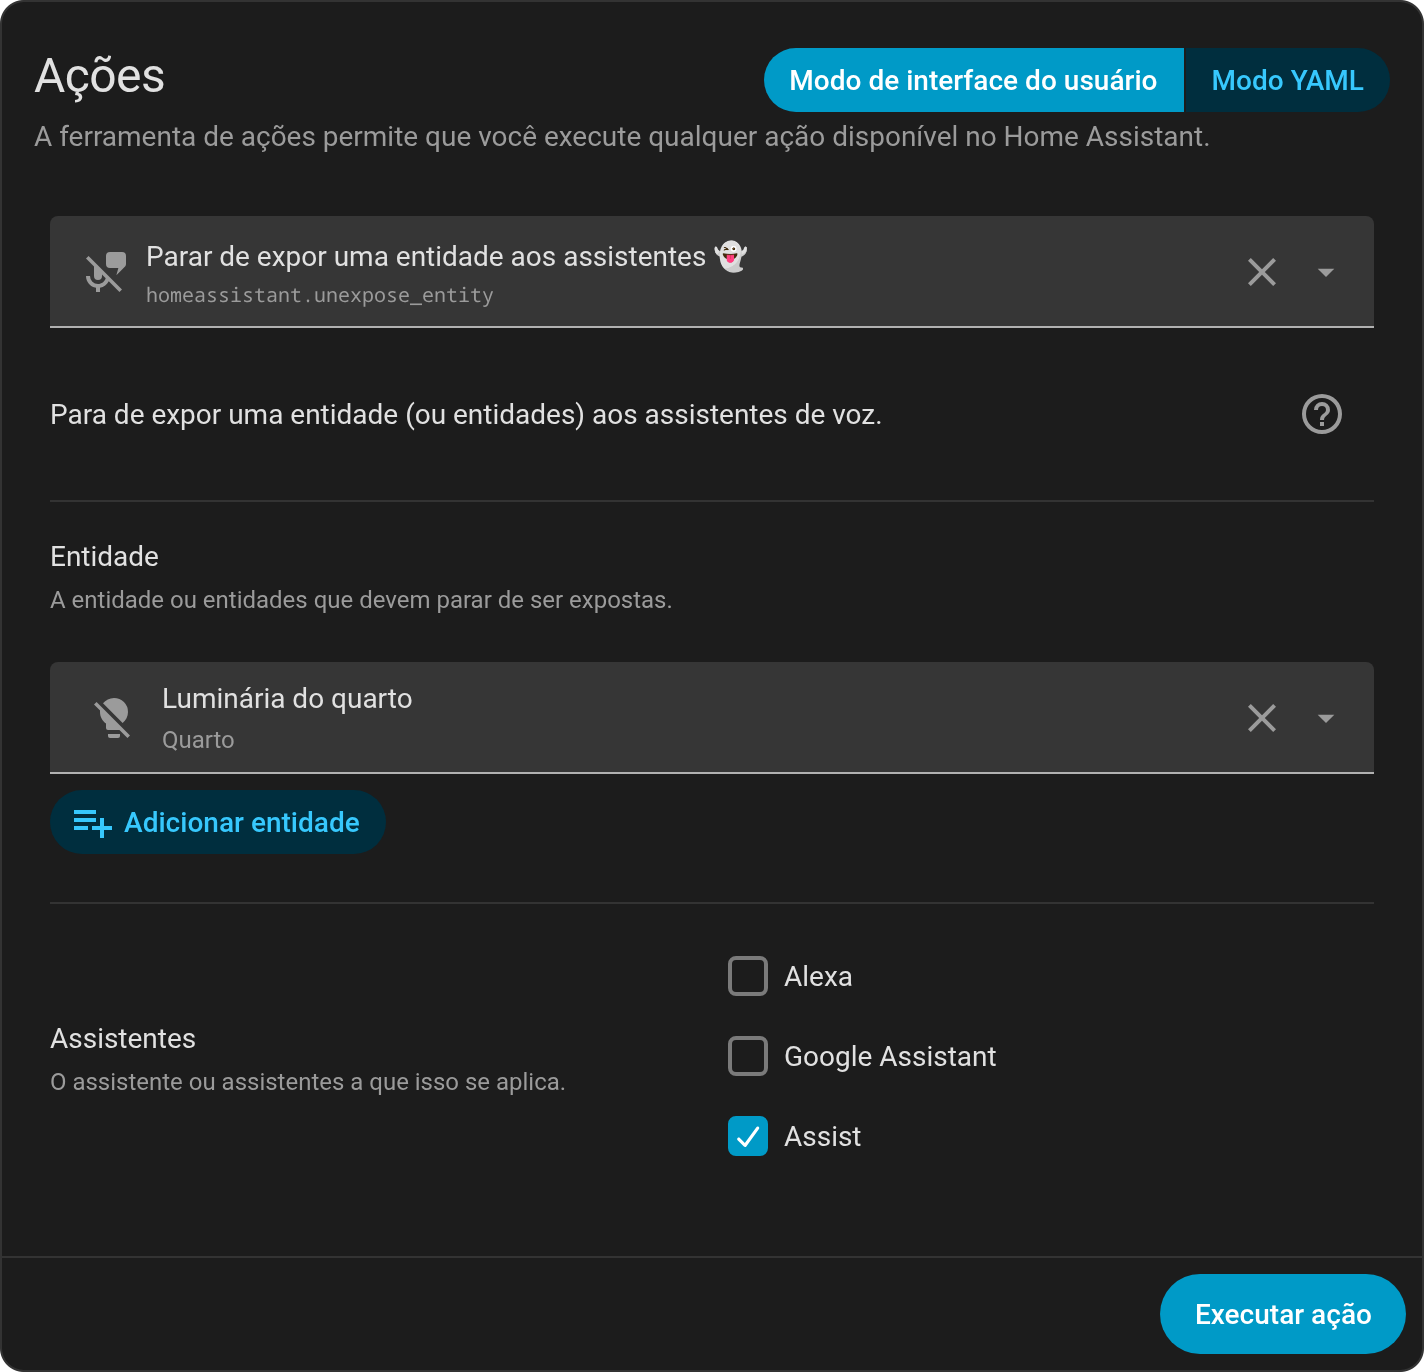 Ações
Modo de interface do usuário
Modo YAML
A ferramenta de ações permite que você execute qualquer ação disponível no Home Assistant.
Parar de expor uma entidade aos assistentes 👻
homeassistant.unexpose_entity
Para de expor uma entidade (ou entidades) aos assistentes de voz.
Entidade
A entidade ou entidades que devem parar de ser expostas.
Luminária do quarto
Quarto
Adicionar entidade
Assistentes
O assistente ou assistentes a que isso se aplica.
Alexa
Google Assistant
Assist
Executar ação